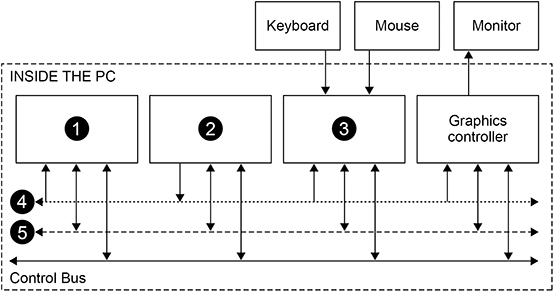 Keyboard
Mouse
Monitor
INSIDE THE PC
1
2
3
Graphics
controller
4
5
Control Bus